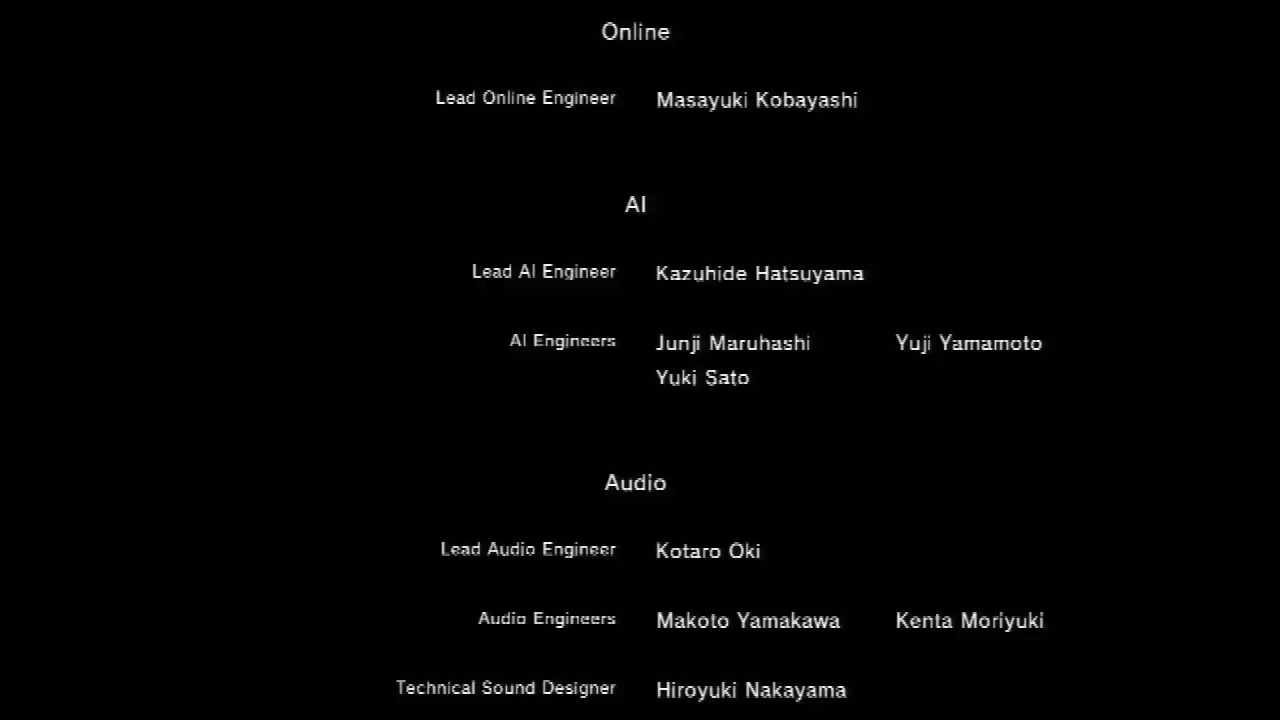 Online
Lead Online Engineer Masayuki Kobayashi
AI
Lead AI Engineer Kazuhide Hatsuyama
AI Engineers Junji Maruhashi Yuji Yamamoto
Yuki Sato
Audio
Lead Audio Engineer Kotaro Oki
Audio Engineers Makoto Yamakawa Kenta Moriyuki
Technical Sound Designer Hiroyuki Nakayama